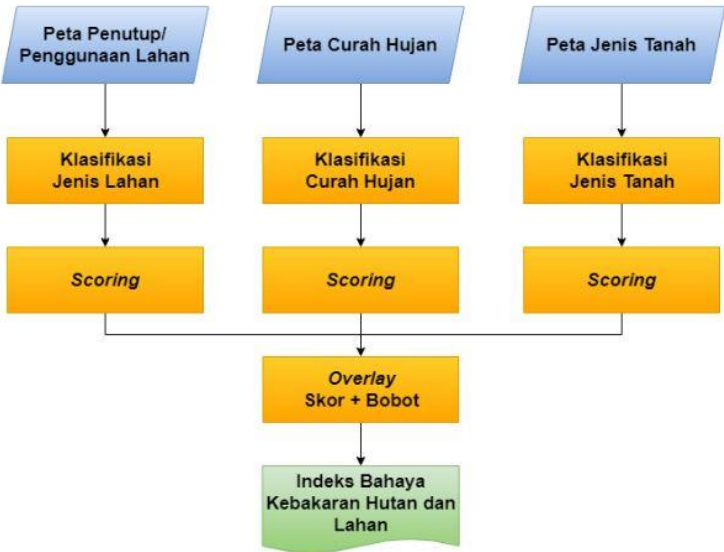 Peta Penutup/
Penggunaan Lahan
Peta Curah Hujan
Peta Jenis Tanah
Klasifikasi
Jenis Lahan
Klasifikasi
Curah Hujan
Klasifikasi
Jenis Tanah
Scoring
Scoring
Scoring
Overlay
Skor + Bobot
Indeks Bahaya
Kebakaran Hutan dan
Lahan